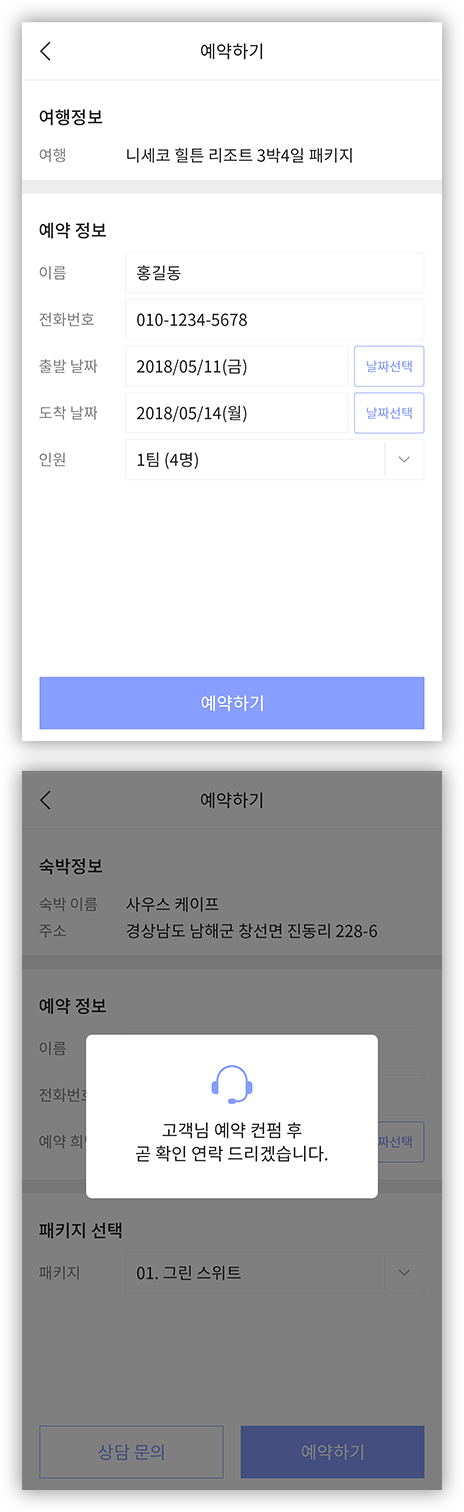 예약하기
여행정보
여행 니세코 힐튼 리조트 3박4일 패키지
예약 정보
이름 홍길동
전화번호 010-1234-5678
출발 날짜 2018/05/11(금) 날짜선택
도착 날짜 2018/05/14(월) 날짜선택
인원 1팀 (4명)
예약하기
예약하기
숙박정보
숙박 이름 사우스 케이프
주소 경상남도 남해군 창선면 진동리 228-6
예약 정보
이름
전화번호
예약 희 짜선택
고객님 예약 컨펌 후
곧 확인 연락 드리겠습니다.
패키지 선택
패키지 01. 그린 스위트
상담 문의 예약하기